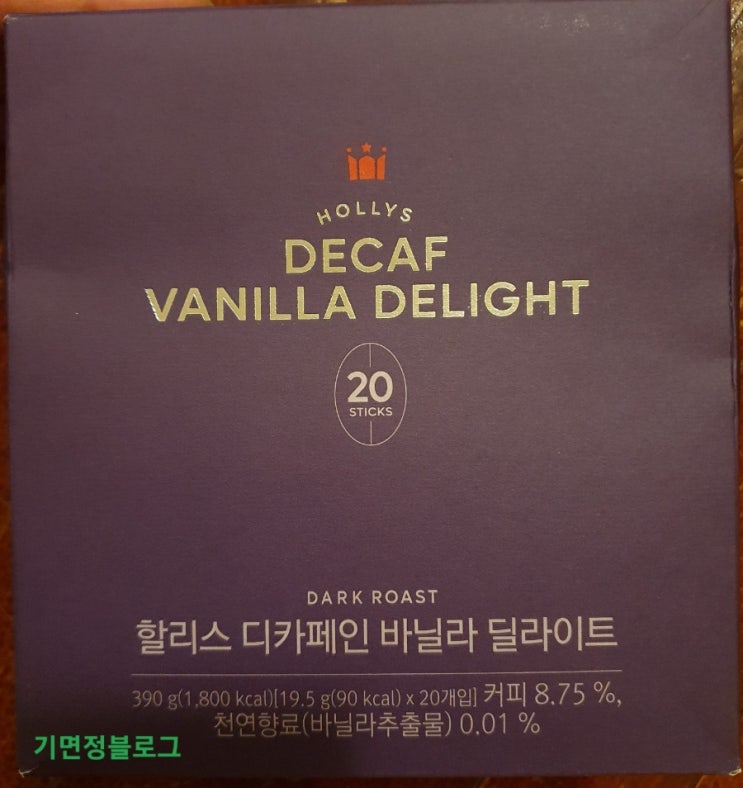 HOLLYS
DECAF
VANILLA DELIGHT
20
STICKS
DARK ROAST
할리스 디카페인 바닐라 딜라이트
390 g(1,800 kcal)[19.5 g(90 kcal) x 20개입] 커피 8.75 %,
천연향료(바닐라추출물) 0.01 %
기면정블로그